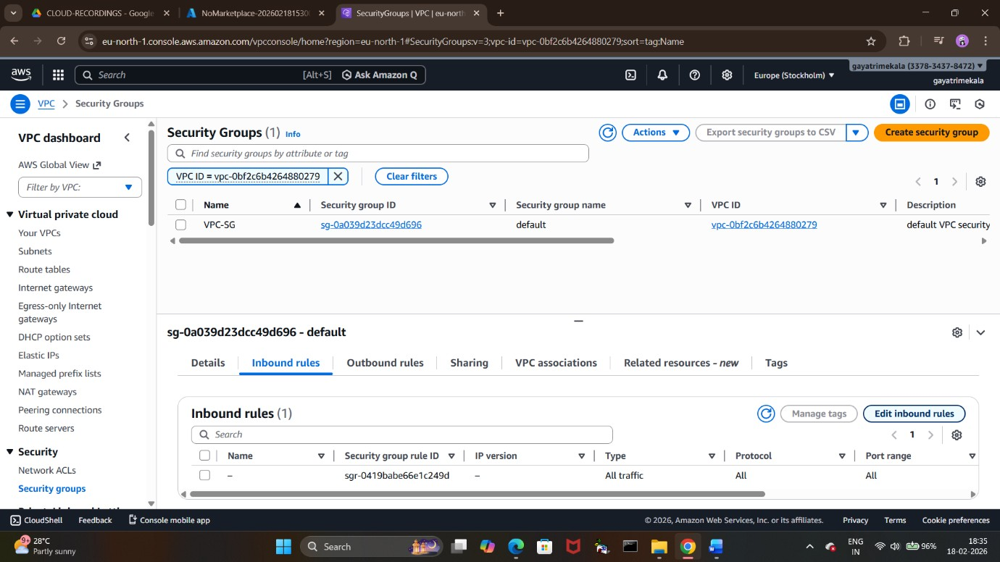 CLOUD-RECORDINGS - Google
NoMarketplace-202602181530
SecurityGroups | VPC | eu-north
eu-north-1.console.aws.amazon.com/vpcconsole/home?region=eu-north-1#SecurityGroups:v=3;vpc-id=vpc-0bf2c6b4264880279;sort=tag:Name
aws
Search
[Alt+S]
Ask Amazon Q
Europe (Stockholm)
gayatrimekala (3378-3437-8472)
gayatrimekala
VPC > Security Groups
VPC dashboard
AWS Global View
Filter by VPC:
Virtual private cloud
Your VPCs
Subnets
Route tables
Internet gateways
Egress-only Internet
gateways
DHCP option sets
Elastic IPs
Managed prefix lists
NAT gateways
Peering connections
Route servers
Security
Network ACLs
Security groups
Security Groups (1) Info
Actions
Export security groups to CSV
Create security group
Find security groups by attribute or tag
VPC ID = vpc-0bf2c6b4264880279
Clear filters
1
Name Security group ID Security group name VPC ID Description
VPC-SG sg-0a039d23dcc49d696 default vpc-0bf2c6b4264880279 default VPC security
sg-0a039d23dcc49d696 - default
Details Inbound rules Outbound rules Sharing VPC associations Related resources - new Tags
Inbound rules (1)
Manage tags
Edit inbound rules
Search
1
Name Security group rule ID IP version Type Protocol Port range
– sgr-0419babe66e1c249d – All traffic All All
CloudShell Feedback Console mobile app
© 2026, Amazon Web Services, Inc. or its affiliates. Privacy Terms Cookie preferences
9+
28°C
Partly sunny
Search
ENG
IN
96%
18:35
18-02-2026